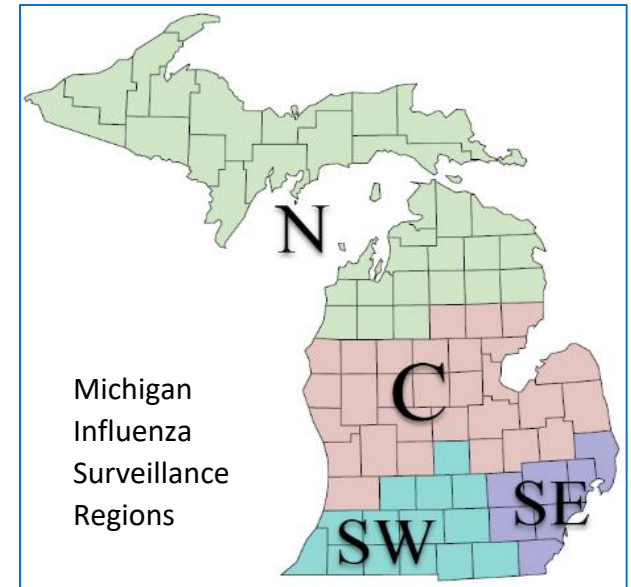 N
C
Michigan
Influenza
Surveillance
Regions
SE
SW